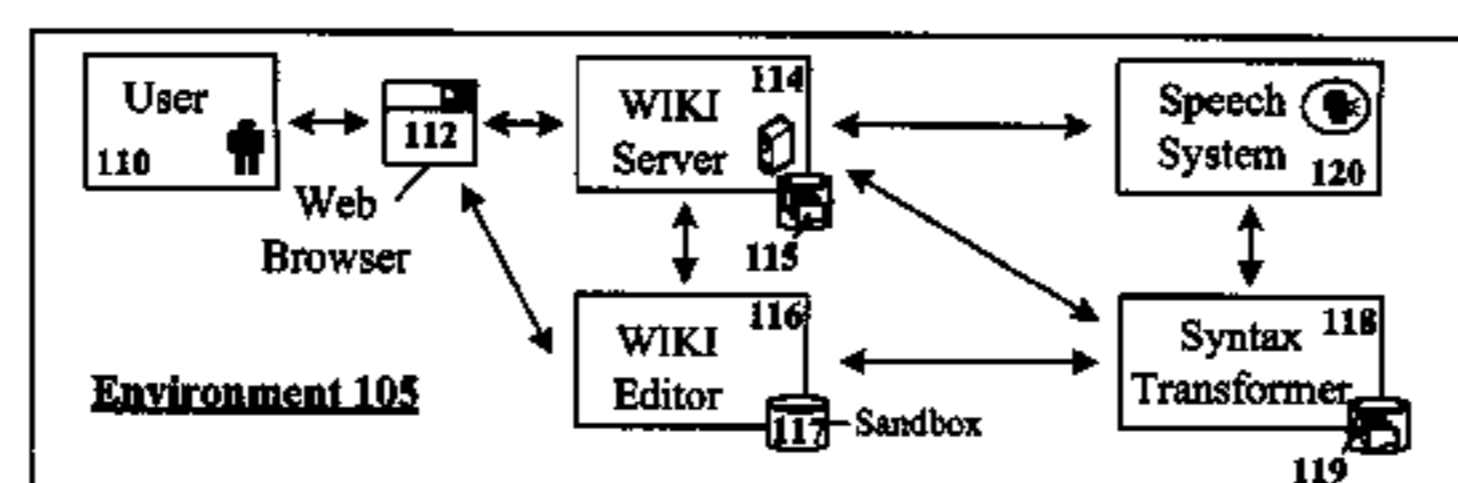 User
110
112
Web
Browser
114
WIKI
Server
115
Speech
System
120
116
WIKI
Editor
117
Sandbox
118
Syntax
Transformer
119
Environment 105